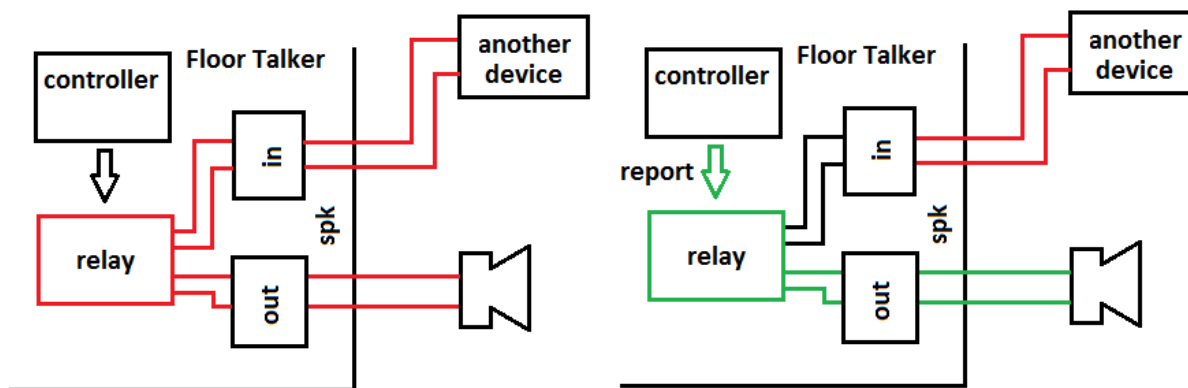 Floor Talker
controller
in
another
device
relay
spk
out
Floor Talker
controller
report
in
another
device
relay
spk
out